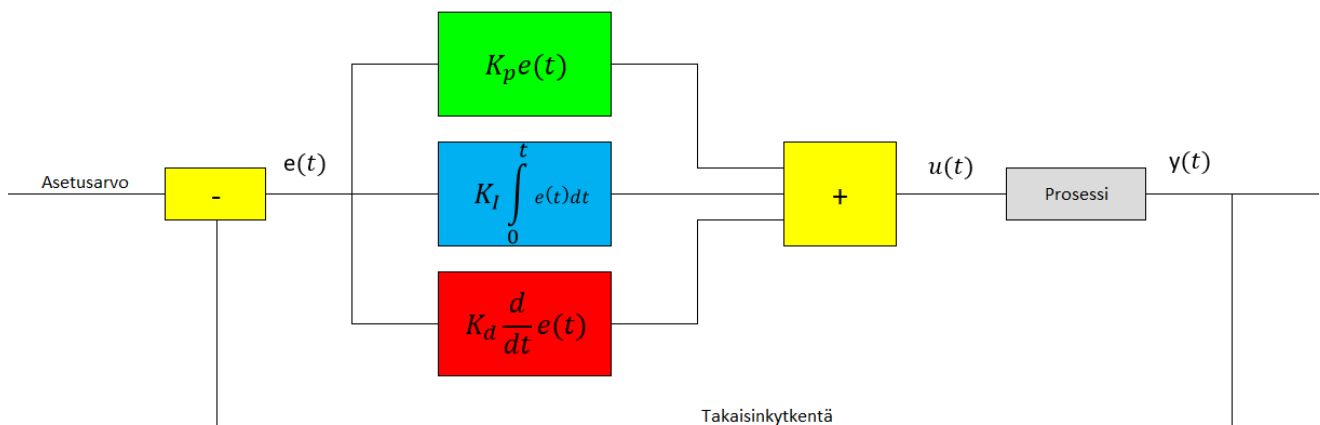 K_p e(t)
Asetusarvo
-
e(t)
K_I ∫_0^t e(t)dt
+
u(t)
Prosessi
y(t)
K_d d/dt e(t)
Takaisinkytkentä